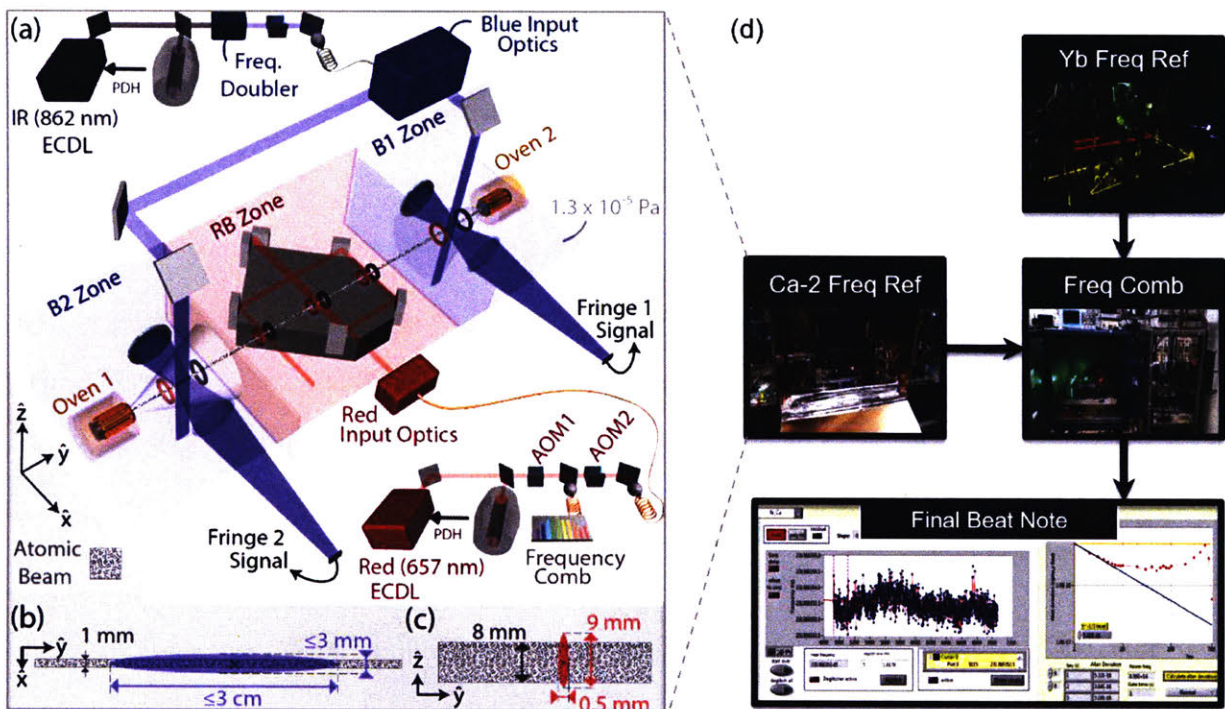 (a)
Blue Input
Optics
Freq.
Doubler
PDH
IR (862 nm)
ECDL
B1 Zone
Oven 2
1.3 x 10⁻⁵ Pa
RB Zone
B2 Zone
Fringe 1
Signal
Oven 1
Red
Input Optics
ẑ
ŷ
x̂
AOM1
AOM2
PDH
Fringe 2
Signal
Red (657 nm)
ECDL
Frequency
Comb
Atomic
Beam
(b)
ŷ
x̂
1 mm
≤3 mm
≤3 cm
(c)
8 mm
9 mm
ẑ
ŷ
0.5 mm
(d)
Yb Freq Ref
Ca-2 Freq Ref
Freq Comb
Final Beat Note